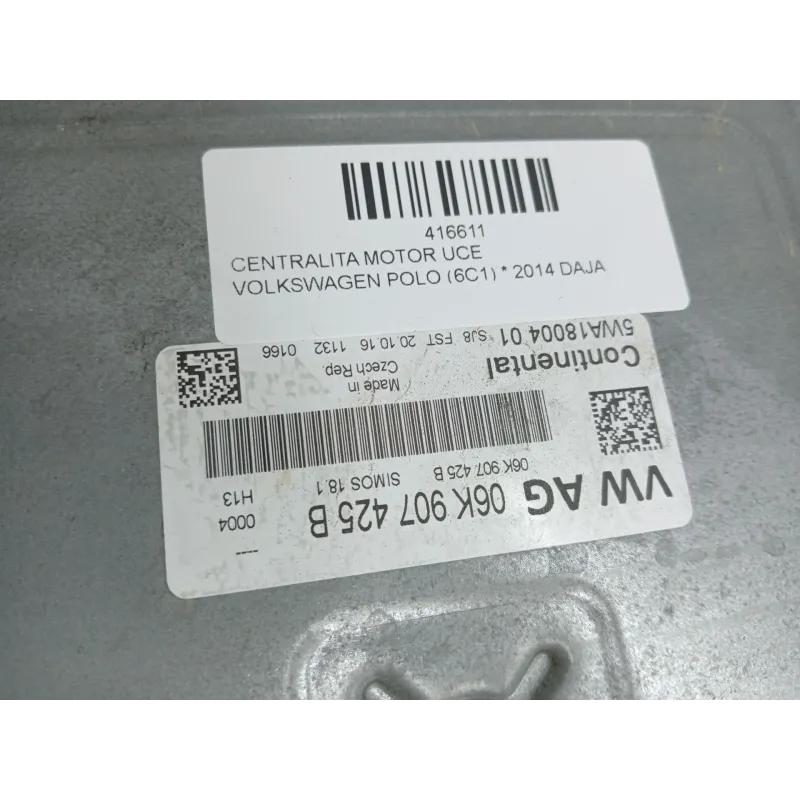 416611
CENTRALITA MOTOR UCE
VOLKSWAGEN POLO (6C1) * 2014 DAJA
VW AG 06K 907 425 B
06K 907 425 B SIMOS 18.1
H13 0004
---
Continental
Made in
Czech Rep.
5WA18004 01 SJ8 FST 20.10.16 1132 0166